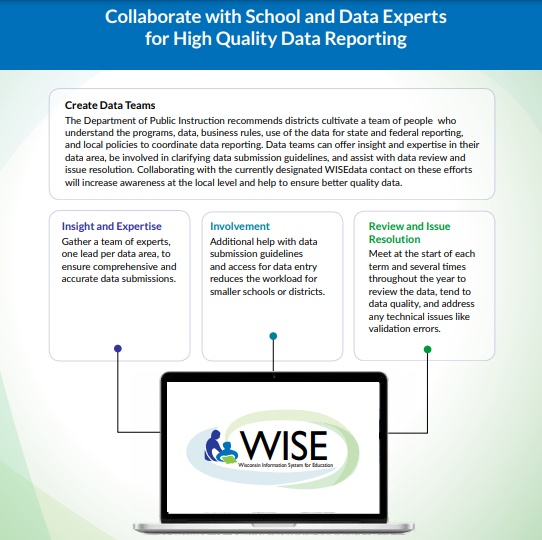 Collaborate with School and Data Experts
for High Quality Data Reporting
Create Data Teams
The Department of Public Instruction recommends districts cultivate a team of people who
understand the programs, data, business rules, use of the data for state and federal reporting,
and local policies to coordinate data reporting. Data teams can offer insight and expertise in their
data area, be involved in clarifying data submission guidelines, and assist with data review and
issue resolution. Collaborating with the currently designated WISEdata contact on these efforts
will increase awareness at the local level and help to ensure better quality data.
Insight and Expertise
Gather a team of experts,
one lead per data area, to
ensure comprehensive and
accurate data submissions.
Involvement
Additional help with data
submission guidelines
and access for data entry
reduces the workload for
smaller schools or districts.
Review and Issue
Resolution
Meet at the start of each
term and several times
throughout the year to
review the data, tend to
data quality, and address
any technical issues like
validation errors.
WISE
Wisconsin Information System for Education